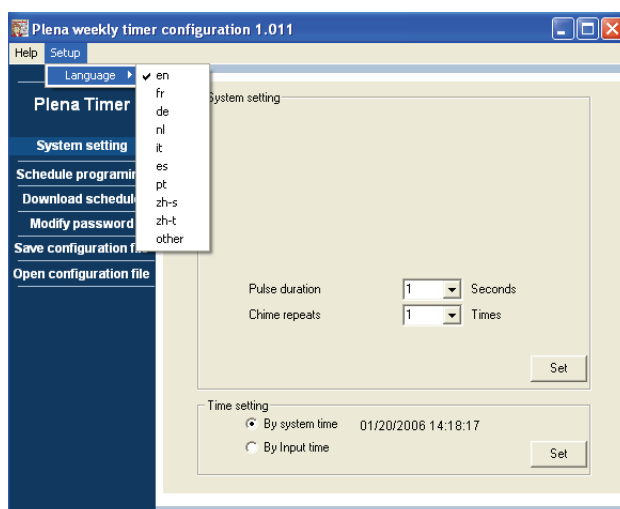 Plena weekly timer configuration 1.011
Help Setup
Language
en
fr
de
nl
it
es
pt
zh-s
zh-t
other
Plena Timer
System setting
Schedule programin
Download schedul
Modify password
Save configuration f...
Open configuration file
System setting
Pulse duration 1 Seconds
Chime repeats 1 Times
Set
Time setting
By system time 01/20/2006 14:18:17
By Input time
Set